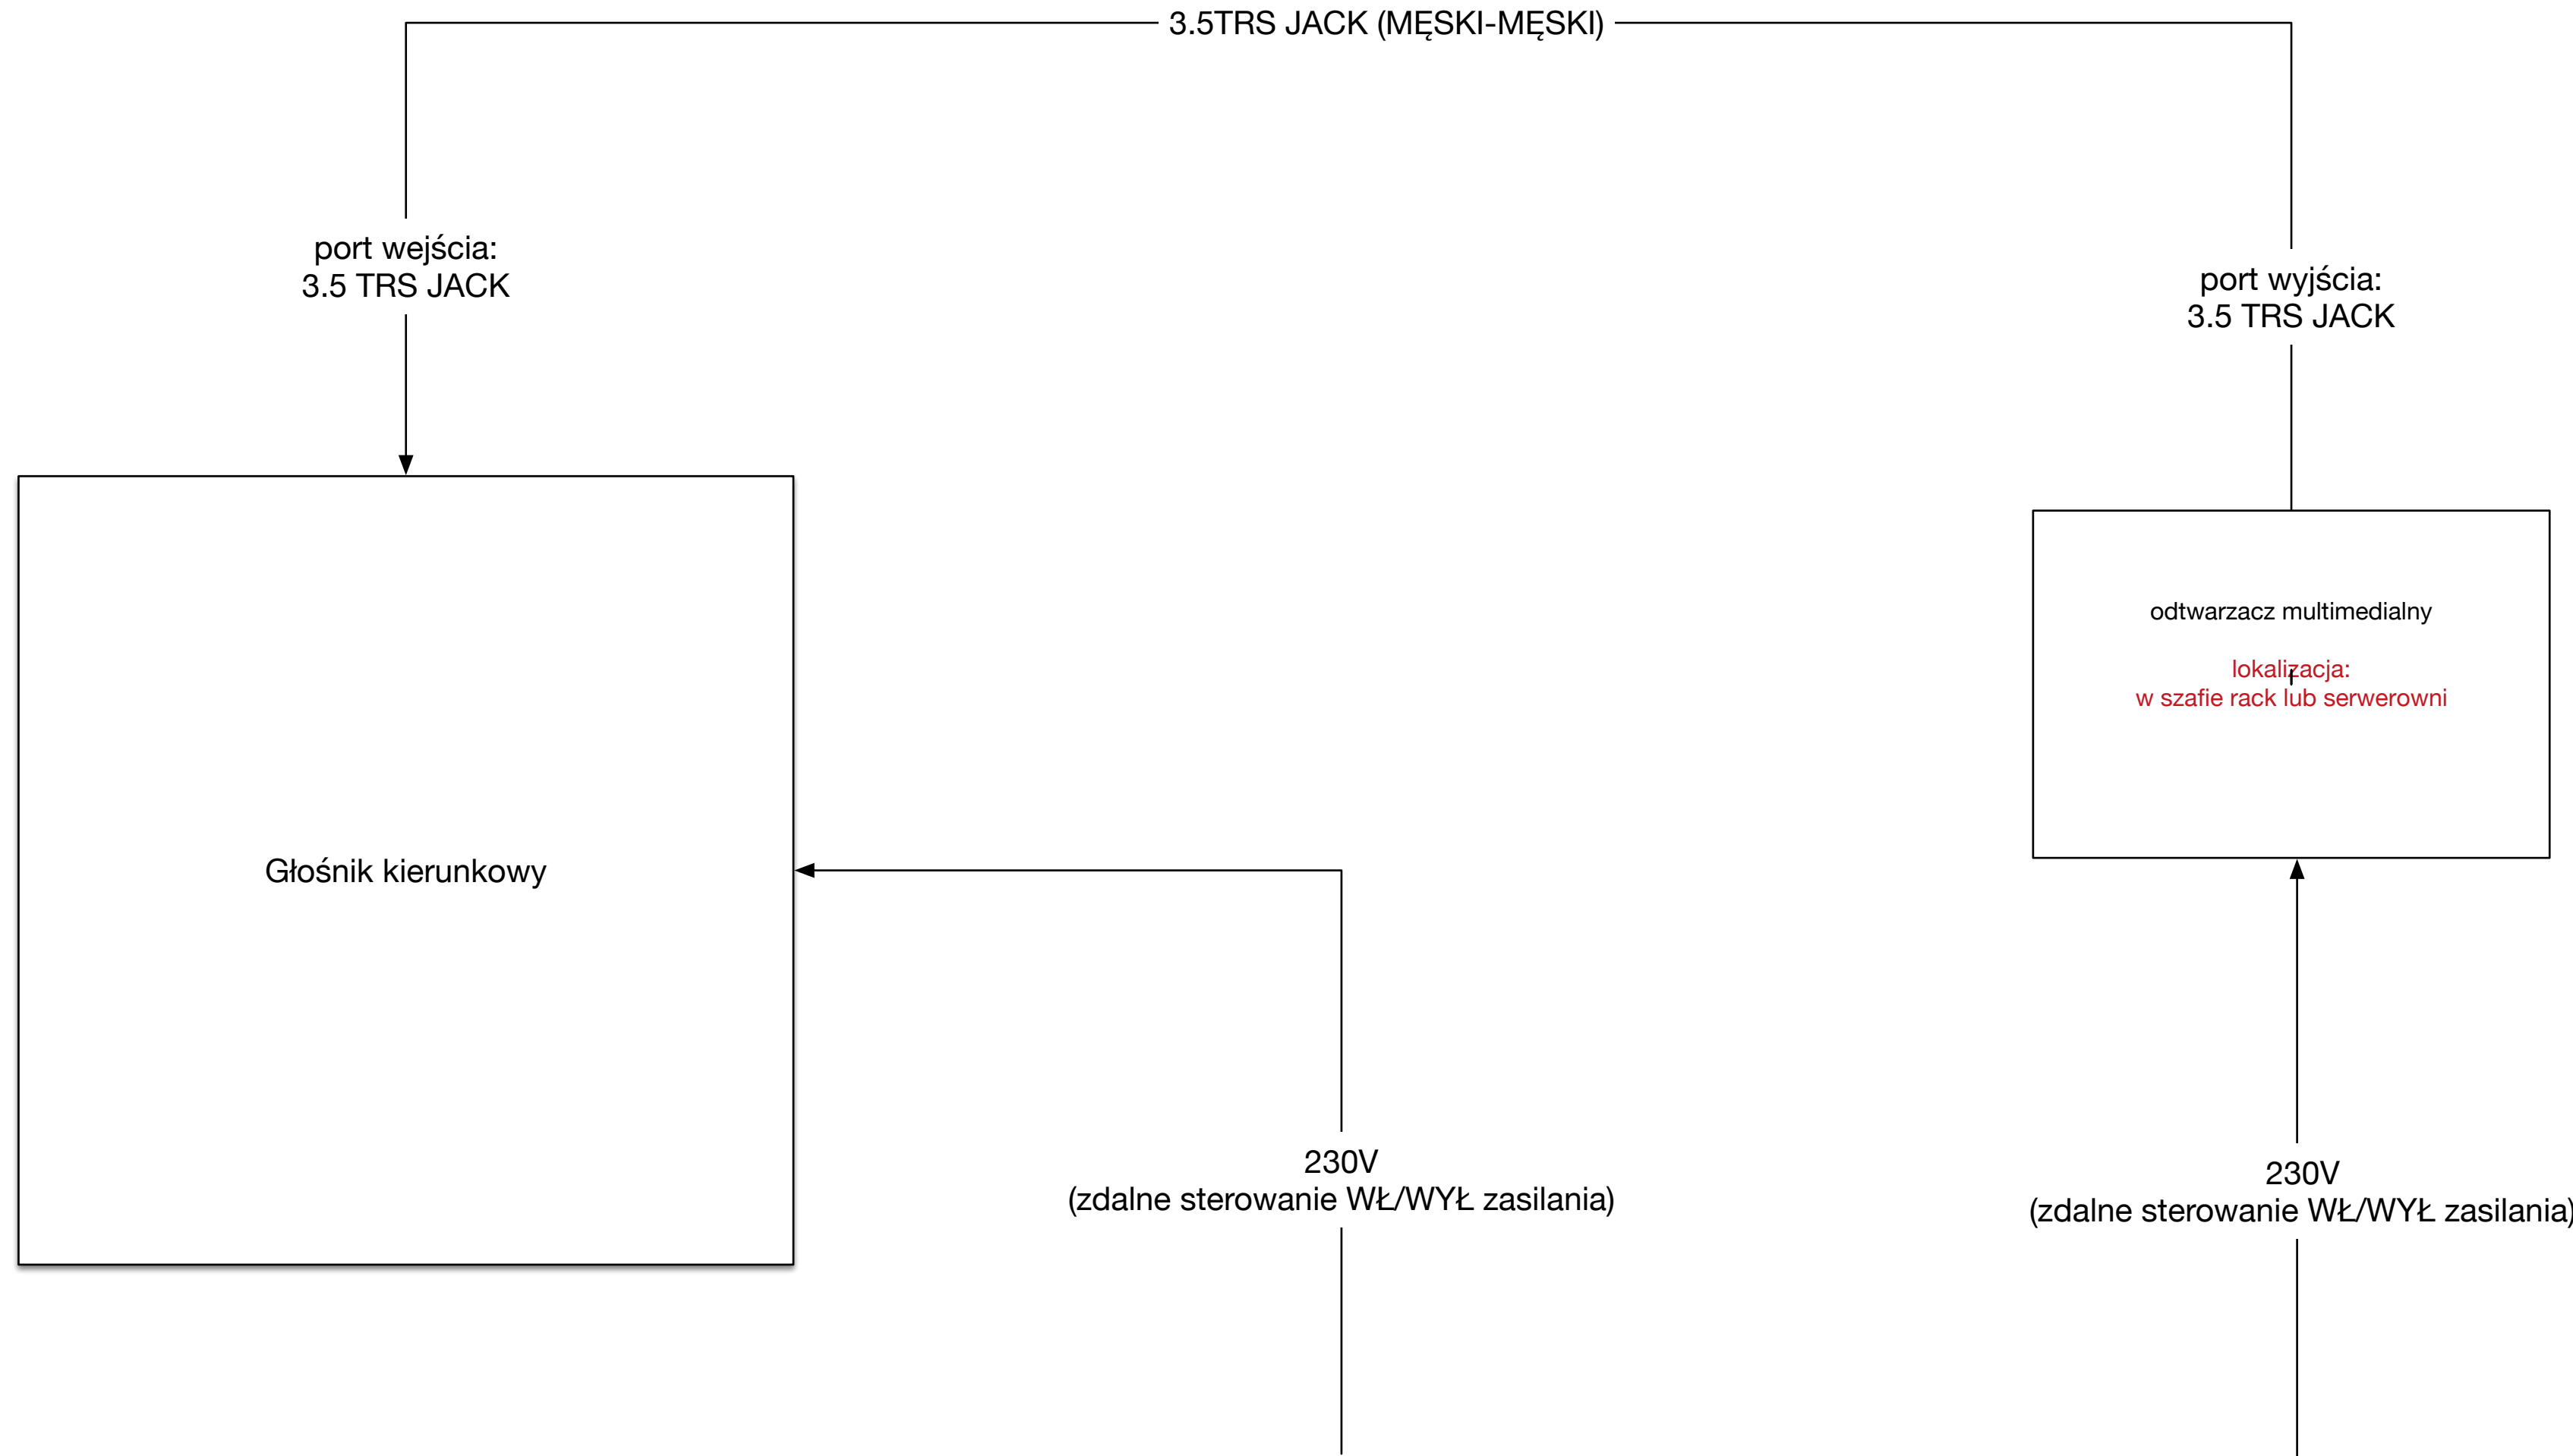 3.5TRS JACK (MĘSKI-MĘSKI)
port wejścia:
3.5 TRS JACK
port wyjścia:
3.5 TRS JACK
odtwarzacz multimedialny
lokalizacja:
w szafie rack lub serwerowni
Głośnik kierunkowy
230V
(zdalne sterowanie WŁ/WYŁ zasilania)
230V
(zdalne sterowanie WŁ/WYŁ zasilania)